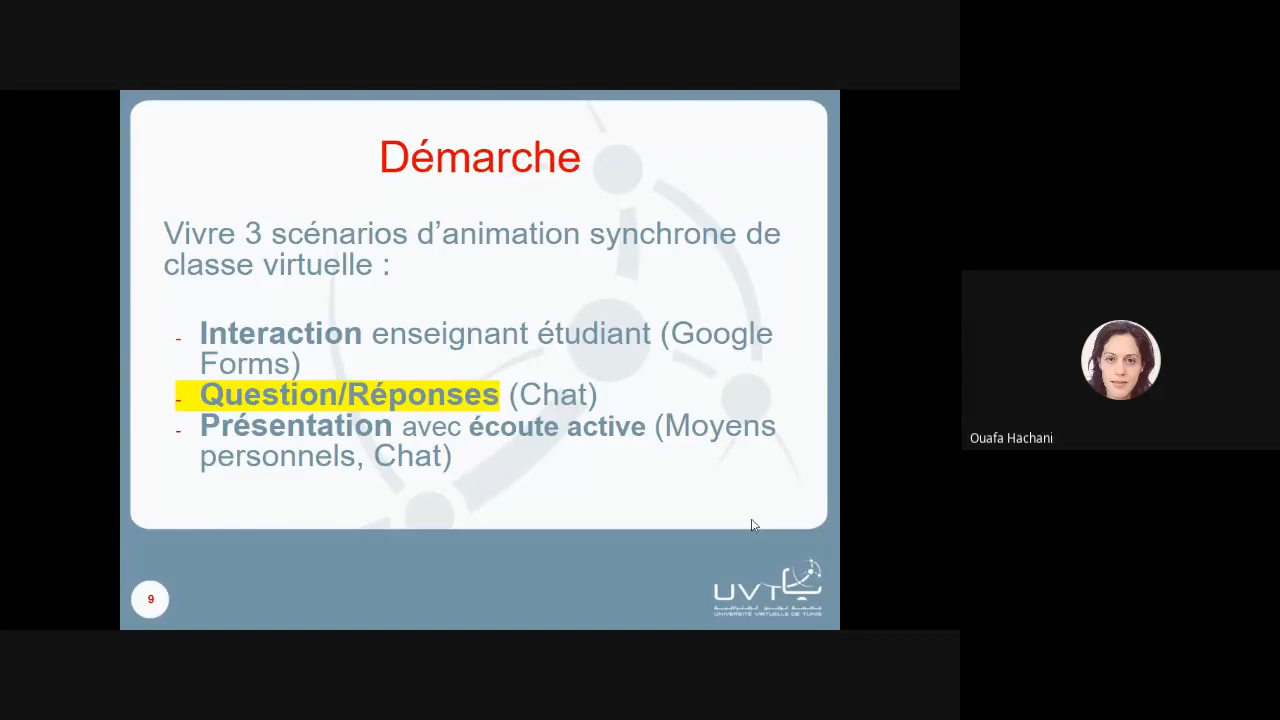 Démarche
Vivre 3 scénarios d’animation synchrone de
classe virtuelle :
- Interaction enseignant étudiant (Google
Forms)
- Question/Réponses (Chat)
- Présentation avec écoute active (Moyens
personnels, Chat)
Ouafa Hachani
9
UVT
UNIVERSITÉ VIRTUELLE DE TUNIS